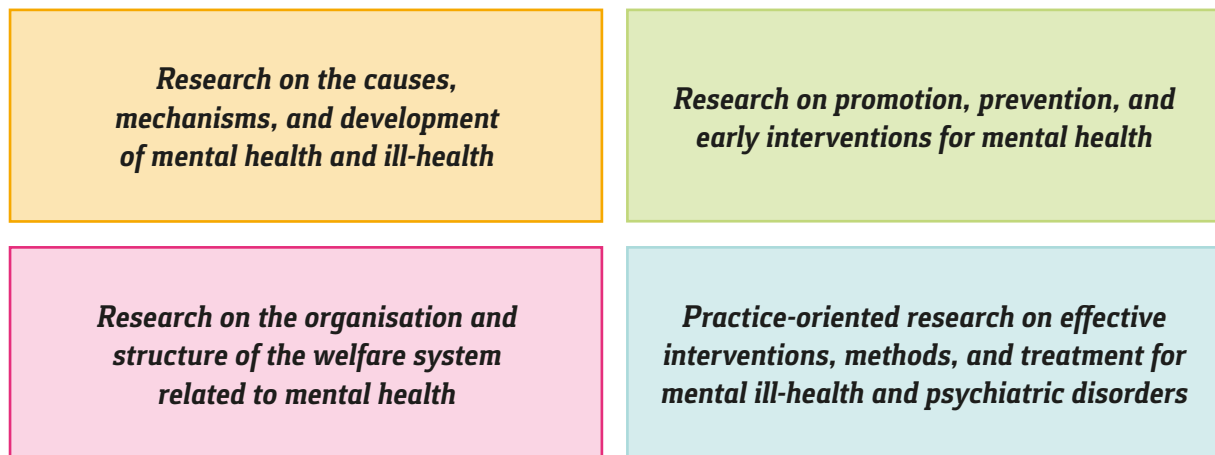 Research on the causes,
mechanisms, and development
of mental health and ill-health
Research on promotion, prevention, and
early interventions for mental health
Research on the organisation and
structure of the welfare system
related to mental health
Practice-oriented research on effective
interventions, methods, and treatment for
mental ill-health and psychiatric disorders